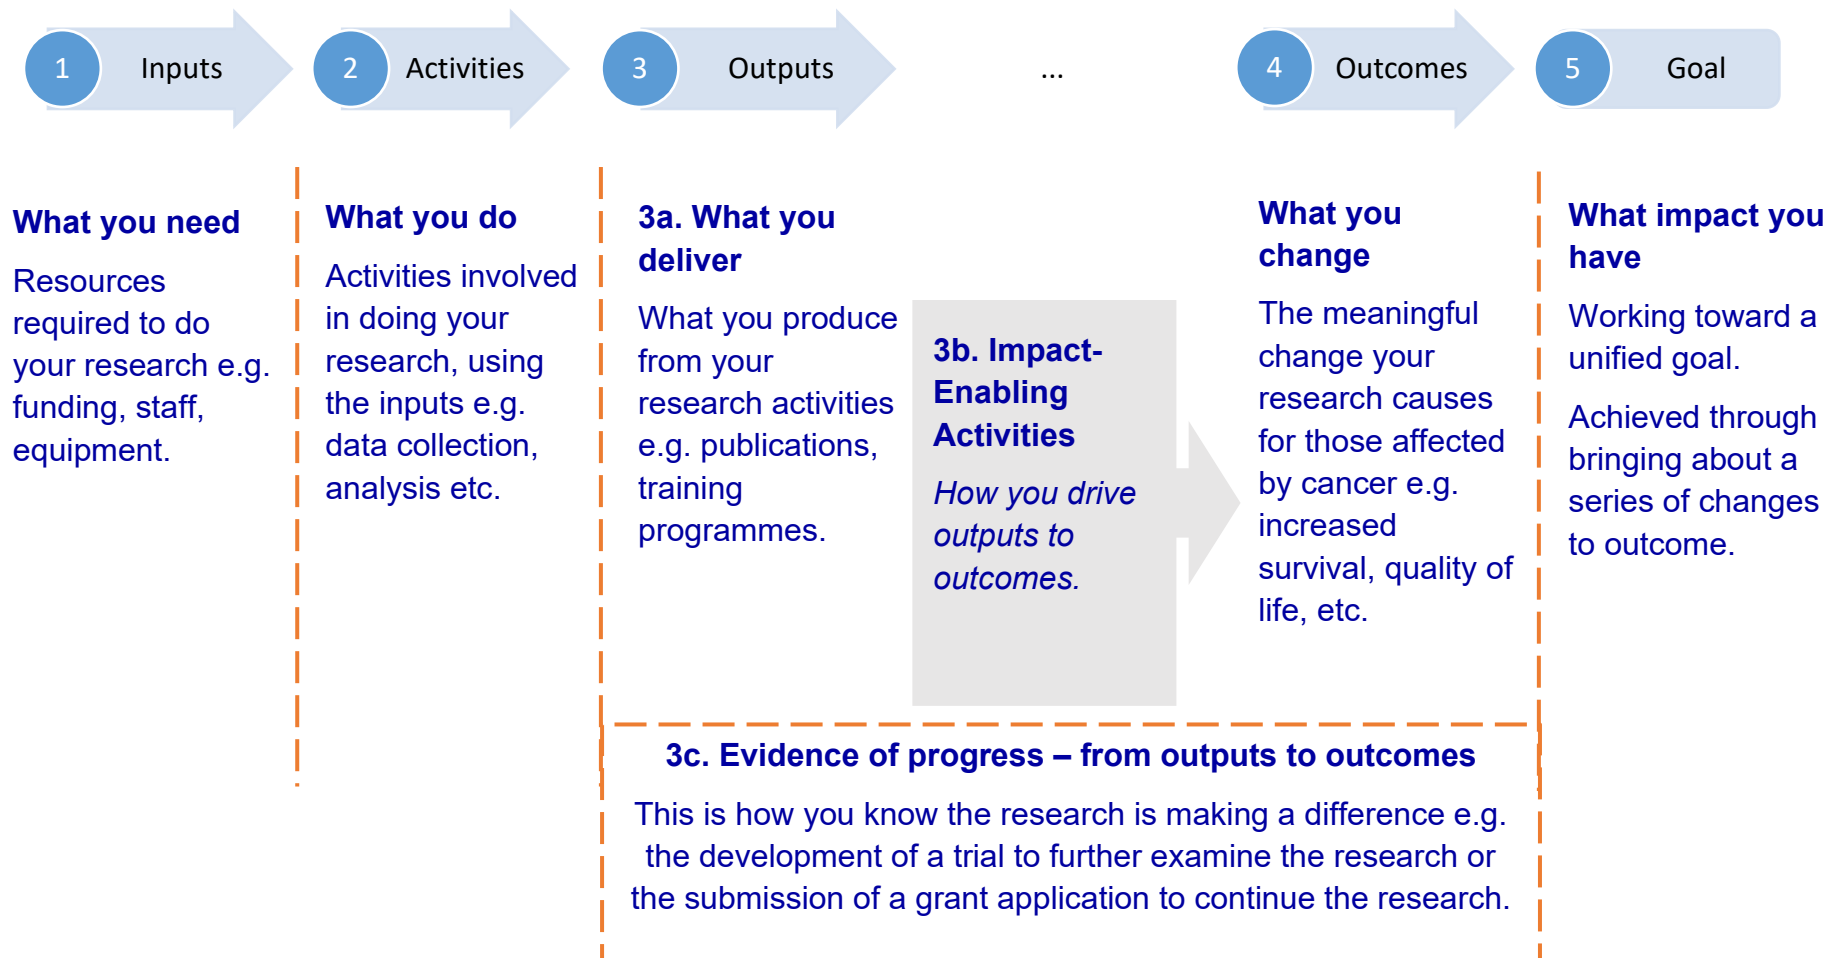 1 Inputs
2 Activities
3 Outputs
...
4 Outcomes
5 Goal
What you need
Resources
required to do
your research e.g.
funding, staff,
equipment.
What you do
Activities involved
in doing your
research, using
the inputs e.g.
data collection,
analysis etc.
3a. What you
deliver
What you produce
from your
research activities
e.g. publications,
training
programmes.
3b. Impact-
Enabling
Activities
How you drive
outputs to
outcomes.
What you
change
The meaningful
change your
research causes
for those affected
by cancer e.g.
increased
survival, quality of
life, etc.
What impact you
have
Working toward a
unified goal.
Achieved through
bringing about a
series of changes
to outcome.
3c. Evidence of progress – from outputs to outcomes
This is how you know the research is making a difference e.g.
the development of a trial to further examine the research or
the submission of a grant application to continue the research.